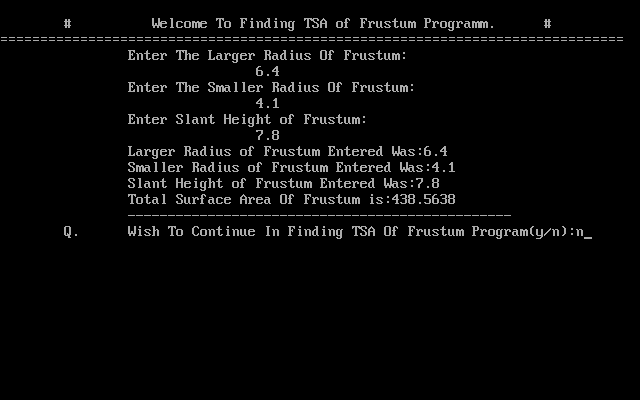 # Welcome To Finding TSA of Frustum Programm. #
==============================================================================
Enter The Larger Radius Of Frustum:
6.4
Enter The Smaller Radius Of Frustum:
4.1
Enter Slant Height of Frustum:
7.8
Larger Radius of Frustum Entered Was:6.4
Smaller Radius of Frustum Entered Was:4.1
Slant Height of Frustum Entered Was:7.8
Total Surface Area Of Frustum is:438.5638
------------------------------------------------
Q. Wish To Continue In Finding TSA Of Frustum Program(y/n):n_